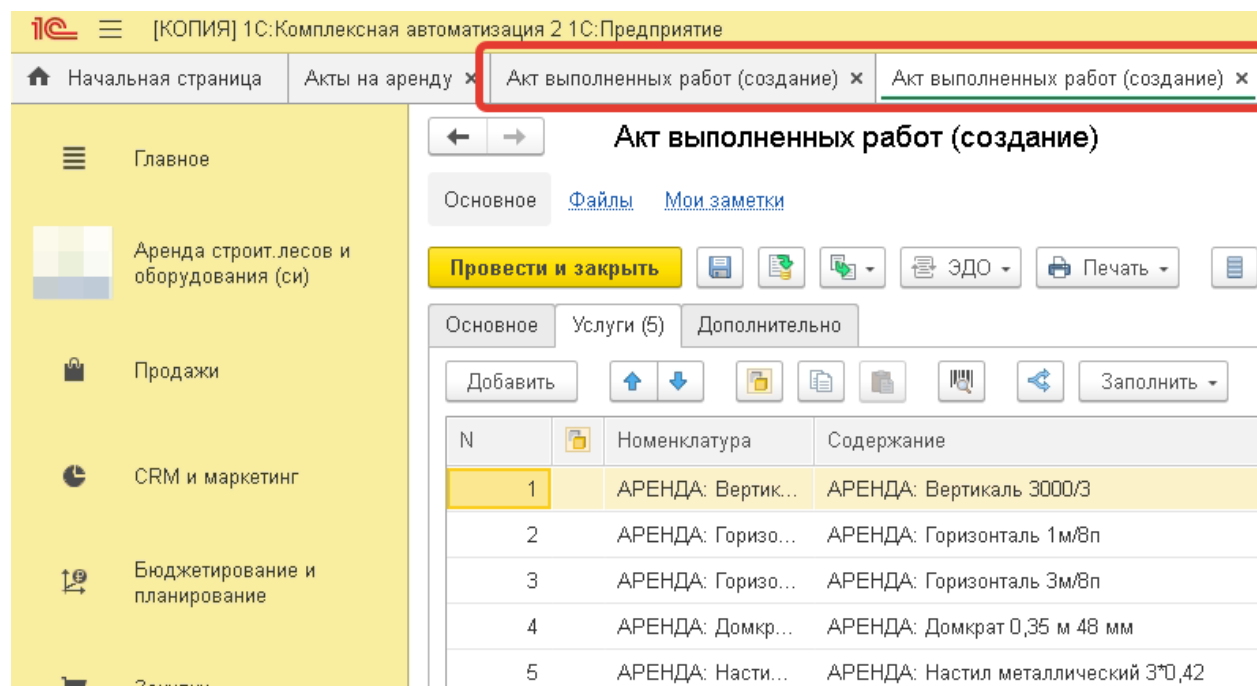 [КОПИЯ] 1С:Комплексная автоматизация 2 1С:Предприятие
Начальная страница Акты на аренду × Акт выполненных работ (создание) × Акт выполненных работ (создание) ×
Главное
Аренда строит.лесов и
оборудования (си)
Продажи
CRM и маркетинг
Бюджетирование и
планирование
Акт выполненных работ (создание)
Основное Файлы Мои заметки
Провести и закрыть ЭДО Печать
Основное Услуги (5) Дополнительно
Добавить Заполнить
N Номенклатура Содержание
1 АРЕНДА: Вертик... АРЕНДА: Вертикаль 3000/3
2 АРЕНДА: Горизо... АРЕНДА: Горизонталь 1м/8п
3 АРЕНДА: Горизо... АРЕНДА: Горизонталь 3м/8п
4 АРЕНДА: Домкр... АРЕНДА: Домкрат 0,35 м 48 мм
5 АРЕНДА: Насти... АРЕНДА: Настил металлический 3*0,42